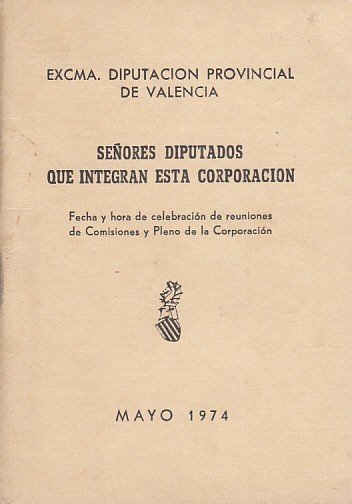 EXCMA. DIPUTACION PROVINCIAL
DE VALENCIA
SEÑORES DIPUTADOS
QUE INTEGRAN ESTA CORPORACION
Fecha y hora de celebración de reuniones
de Comisiones y Pleno de la Corporación
MAYO 1974